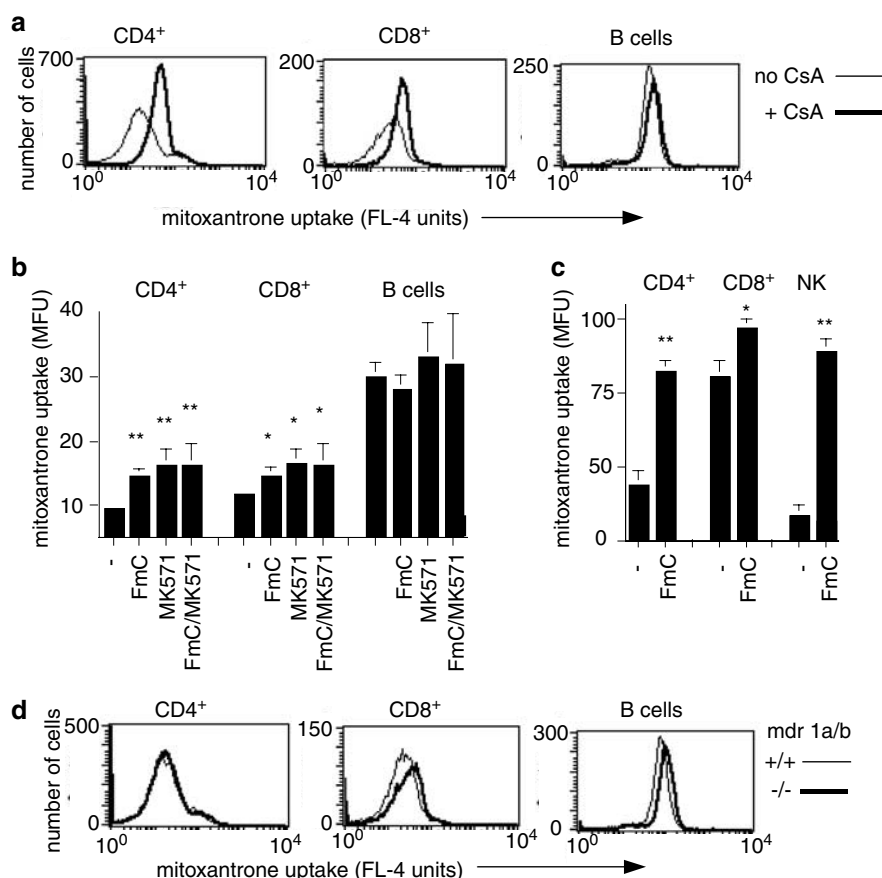 a
CD4+
CD8+
B cells
number of cells
700
0
10^0
10^4
200
0
10^0
10^4
250
0
10^0
10^4
no CsA
+ CsA
mitoxantrone uptake (FL-4 units)
b
CD4+
CD8+
B cells
mitoxantrone uptake (MFU)
40
30
20
10
**
**
**
*
*
*
-
FmC
MK571
FmC/MK571
-
FmC
MK571
FmC/MK571
-
FmC
MK571
FmC/MK571
c
CD4+
CD8+
NK
mitoxantrone uptake (MFU)
100
75
50
0
**
*
**
-
FmC
-
FmC
-
FmC
d
CD4+
CD8+
B cells
number of cells
500
0
10^0
10^4
150
0
10^0
10^4
300
0
10^0
10^4
mdr 1a/b
+/+
-/-
mitoxantrone uptake (FL-4 units)